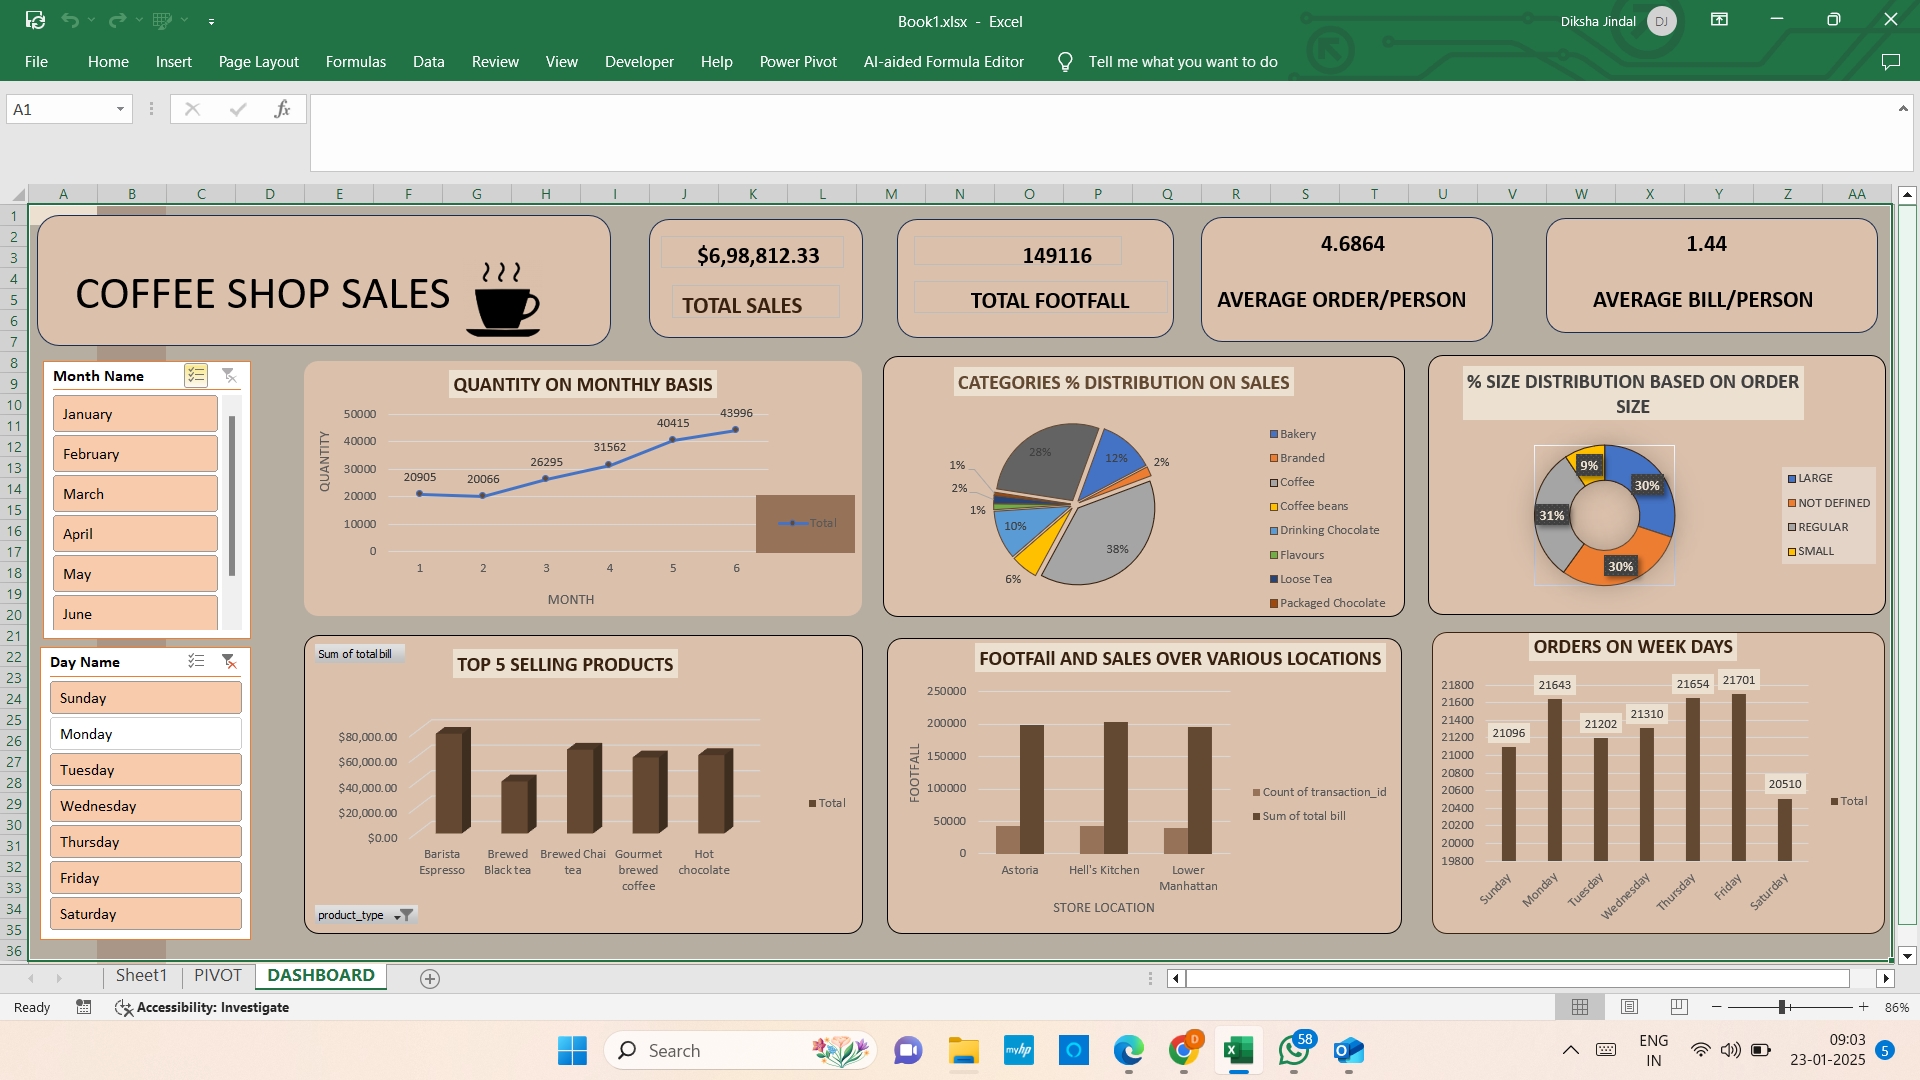 Book1.xlsx - Excel
Diksha Jindal
DJ
File Home Insert Page Layout Formulas Data Review View Developer Help Power Pivot AI-aided Formula Editor Tell me what you want to do
A1
fx
A B C D E F G H I J K L M N O P Q R S T U V W X Y Z AA
1
2
3
4
5
6
7
8
9
10
11
12
13
14
15
16
17
18
19
20
21
22
23
24
25
26
27
28
29
30
31
32
33
34
35
36
COFFEE SHOP SALES
$6,98,812.33
TOTAL SALES
149116
TOTAL FOOTFALL
4.6864
AVERAGE ORDER/PERSON
1.44
AVERAGE BILL/PERSON
Month Name
January
February
March
April
May
June
Day Name
Sunday
Monday
Tuesday
Wednesday
Thursday
Friday
Saturday
QUANTITY ON MONTHLY BASIS
QUANTITY
50000
40000
30000
20000
10000
0
20905
20066
26295
31562
40415
43996
Total
1 2 3 4 5 6
MONTH
CATEGORIES % DISTRIBUTION ON SALES
28%
12%
2%
38%
6%
10%
1%
2%
1%
Bakery
Branded
Coffee
Coffee beans
Drinking Chocolate
Flavours
Loose Tea
Packaged Chocolate
% SIZE DISTRIBUTION BASED ON ORDER
SIZE
9%
30%
31%
30%
LARGE
NOT DEFINED
REGULAR
SMALL
Sum of total bill
TOP 5 SELLING PRODUCTS
$80,000.00
$60,000.00
$40,000.00
$20,000.00
$0.00
Barista
Espresso
Brewed
Black tea
Brewed Chai
tea
Gourmet
brewed
coffee
Hot
chocolate
Total
product_type
FOOTFAll AND SALES OVER VARIOUS LOCATIONS
FOOTFALL
250000
200000
150000
100000
50000
0
Astoria
Hell's Kitchen
Lower
Manhattan
STORE LOCATION
Count of transaction_id
Sum of total bill
ORDERS ON WEEK DAYS
21800
21600
21400
21200
21000
20800
20600
20400
20200
20000
19800
21096
21643
21202
21310
21654
21701
20510
Sunday
Monday
Tuesday
Wednesday
Thursday
Friday
Saturday
Total
Sheet1 PIVOT DASHBOARD
Ready
Accessibility: Investigate
86%
Search
myhp
D
58
ENG
IN
09:03
23-01-2025
5